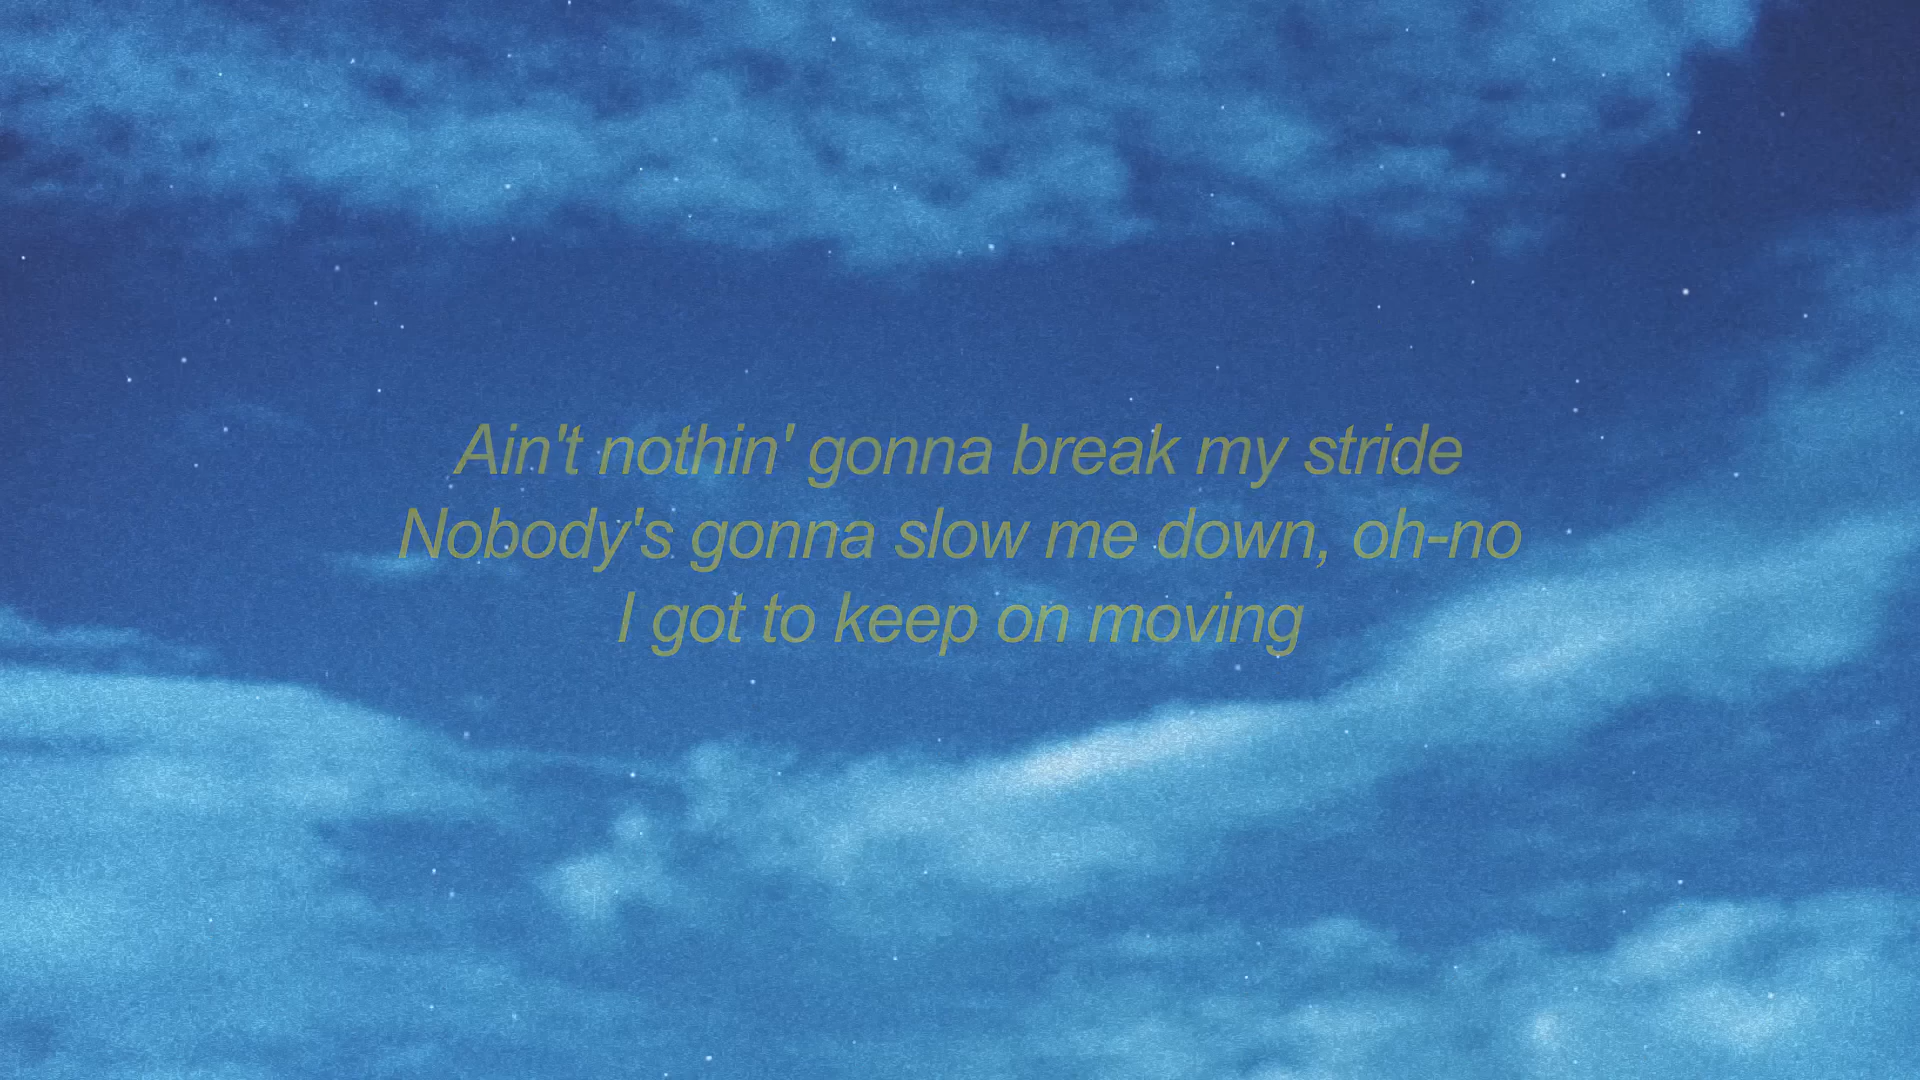 Ain't nothin' gonna break my stride
Nobody's gonna slow me down, oh-no
I got to keep on moving